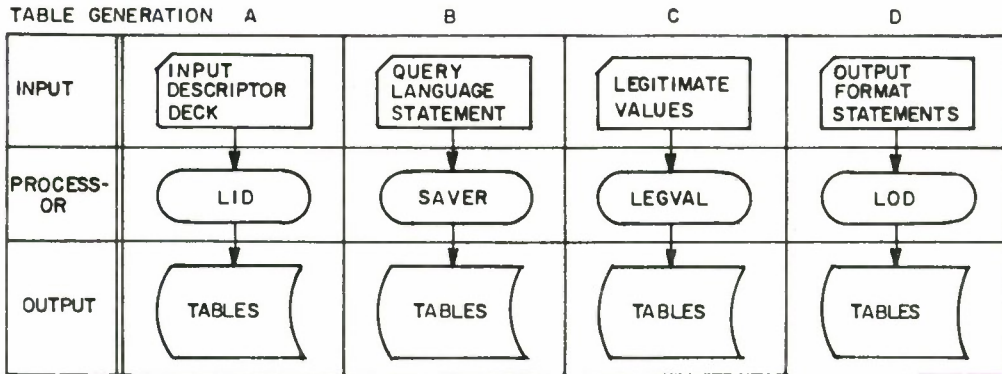 TABLE GENERATION A B C D
INPUT
INPUT
DESCRIPTOR
DECK
QUERY
LANGUAGE
STATEMENT
LEGITIMATE
VALUES
OUTPUT
FORMAT
STATEMENTS
PROCESS-
OR
LID
SAVER
LEGVAL
LOD
OUTPUT
TABLES
TABLES
TABLES
TABLES